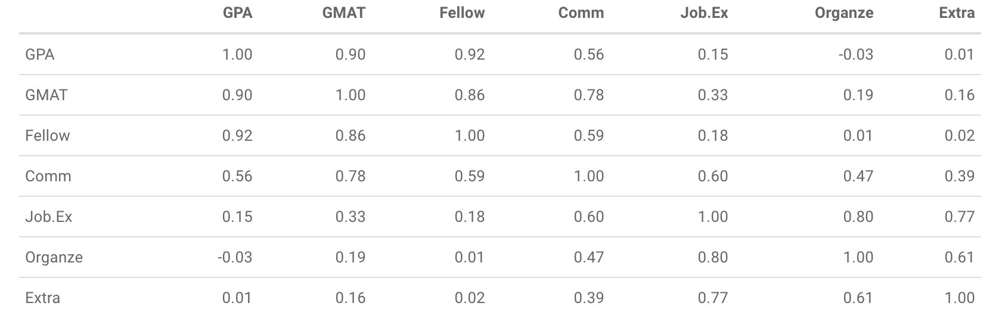 GPA GMAT Fellow Comm Job.Ex Organze Extra
GPA 1.00 0.90 0.92 0.56 0.15 -0.03 0.01
GMAT 0.90 1.00 0.86 0.78 0.33 0.19 0.16
Fellow 0.92 0.86 1.00 0.59 0.18 0.01 0.02
Comm 0.56 0.78 0.59 1.00 0.60 0.47 0.39
Job.Ex 0.15 0.33 0.18 0.60 1.00 0.80 0.77
Organze -0.03 0.19 0.01 0.47 0.80 1.00 0.61
Extra 0.01 0.16 0.02 0.39 0.77 0.61 1.00